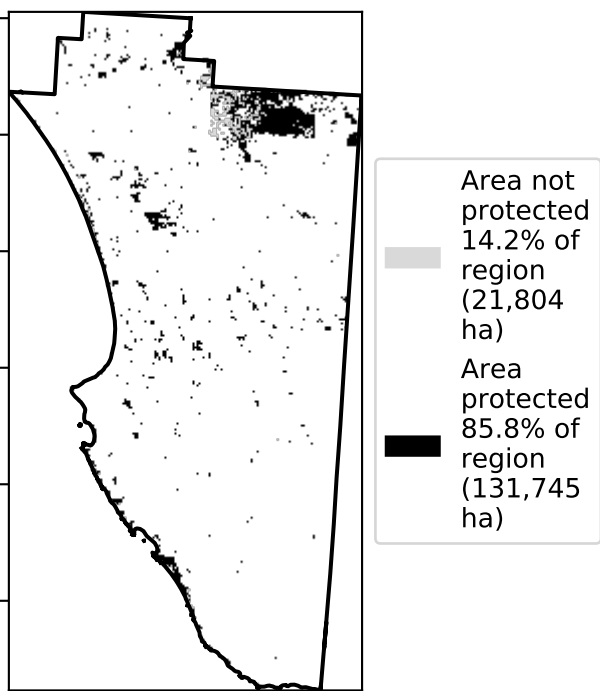 Area not
protected
14.2% of
region
(21,804
ha)
Area
protected
85.8% of
region
(131,745
ha)